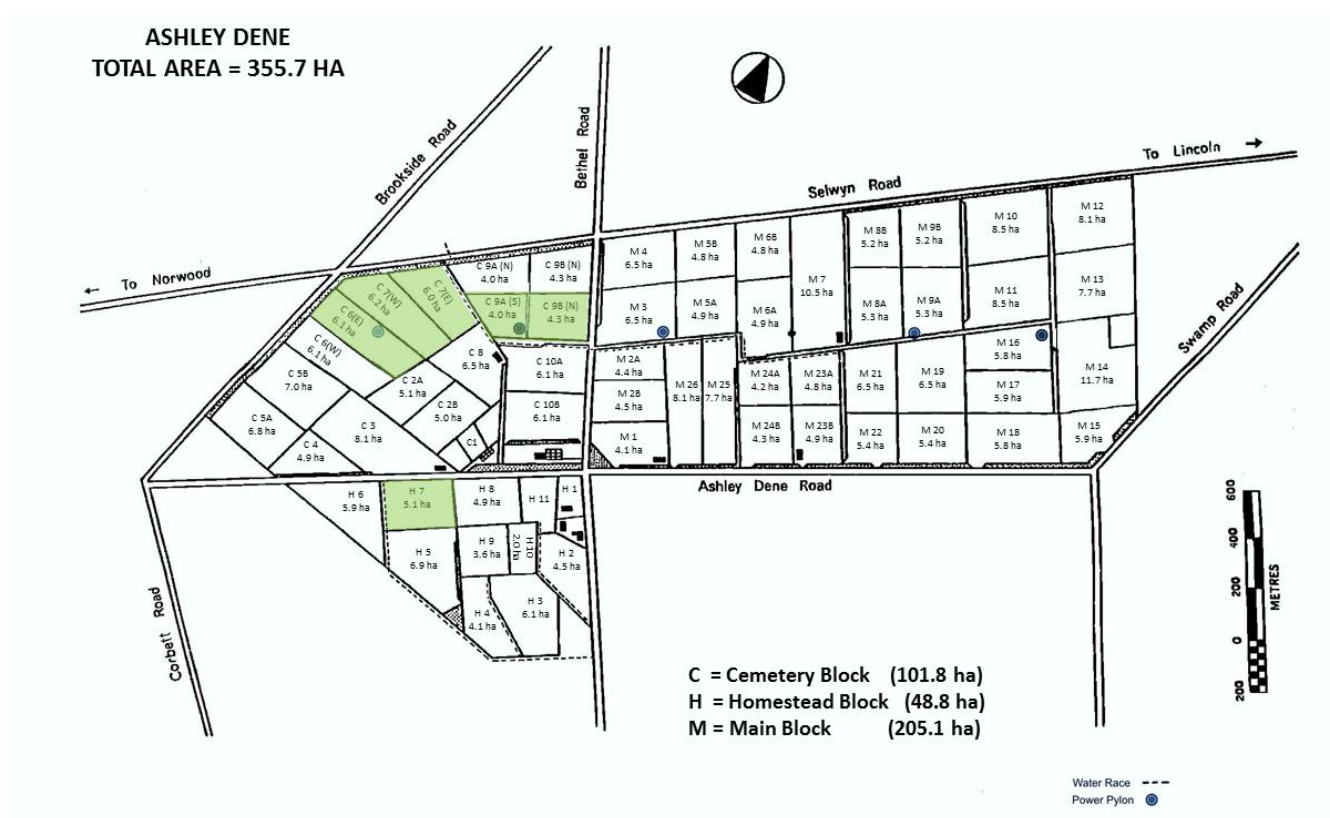 ASHLEY DENE
TOTAL AREA = 355.7 HA
Brookside Road
Bethel Road
Selwyn Road
To Lincoln
To Norwood
Swamp Road
Ashley Dene Road
Corbett Road
C 9A (N)
4.0 ha
C 9B (N)
4.3 ha
C 7(W)
6.2 ha
C 7(E)
6.0 ha
C 9A (S)
4.0 ha
C 9B (N)
4.3 ha
C 6(E)
6.1 ha
C 6(W)
6.1 ha
C 8
6.5 ha
C 10A
6.1 ha
C 5B
7.0 ha
C 2A
5.1 ha
C 2B
5.0 ha
C 10B
6.1 ha
C 5A
6.8 ha
C 4
4.9 ha
C 3
8.1 ha
C1
M 4
6.5 ha
M 5B
4.8 ha
M 6B
4.8 ha
M 7
10.5 ha
M 8B
5.2 ha
M 9B
5.2 ha
M 10
8.5 ha
M 12
8.1 ha
M 3
6.5 ha
M 5A
4.9 ha
M 6A
4.9 ha
M 8A
5.3 ha
M 9A
5.3 ha
M 11
8.5 ha
M 13
7.7 ha
M 2A
4.4 ha
M 2B
4.5 ha
M 1
4.1 ha
M 26
8.1 ha
M 25
7.7 ha
M 24A
4.2 ha
M 23A
4.8 ha
M 24B
4.3 ha
M 23B
4.9 ha
M 21
6.5 ha
M 19
6.5 ha
M 16
5.8 ha
M 17
5.9 ha
M 14
11.7 ha
M 22
5.4 ha
M 20
5.4 ha
M 18
5.8 ha
M 15
5.9 ha
H 6
5.9 ha
H 7
5.1 ha
H 8
4.9 ha
H 11
H 1
H 5
6.9 ha
H 9
3.6 ha
H 10
2.0 ha
H 2
4.5 ha
H 4
4.1 ha
H 3
6.1 ha
600
400
200
0
200
METRES
C = Cemetery Block (101.8 ha)
H = Homestead Block (48.8 ha)
M = Main Block (205.1 ha)
Water Race
Power Pylon